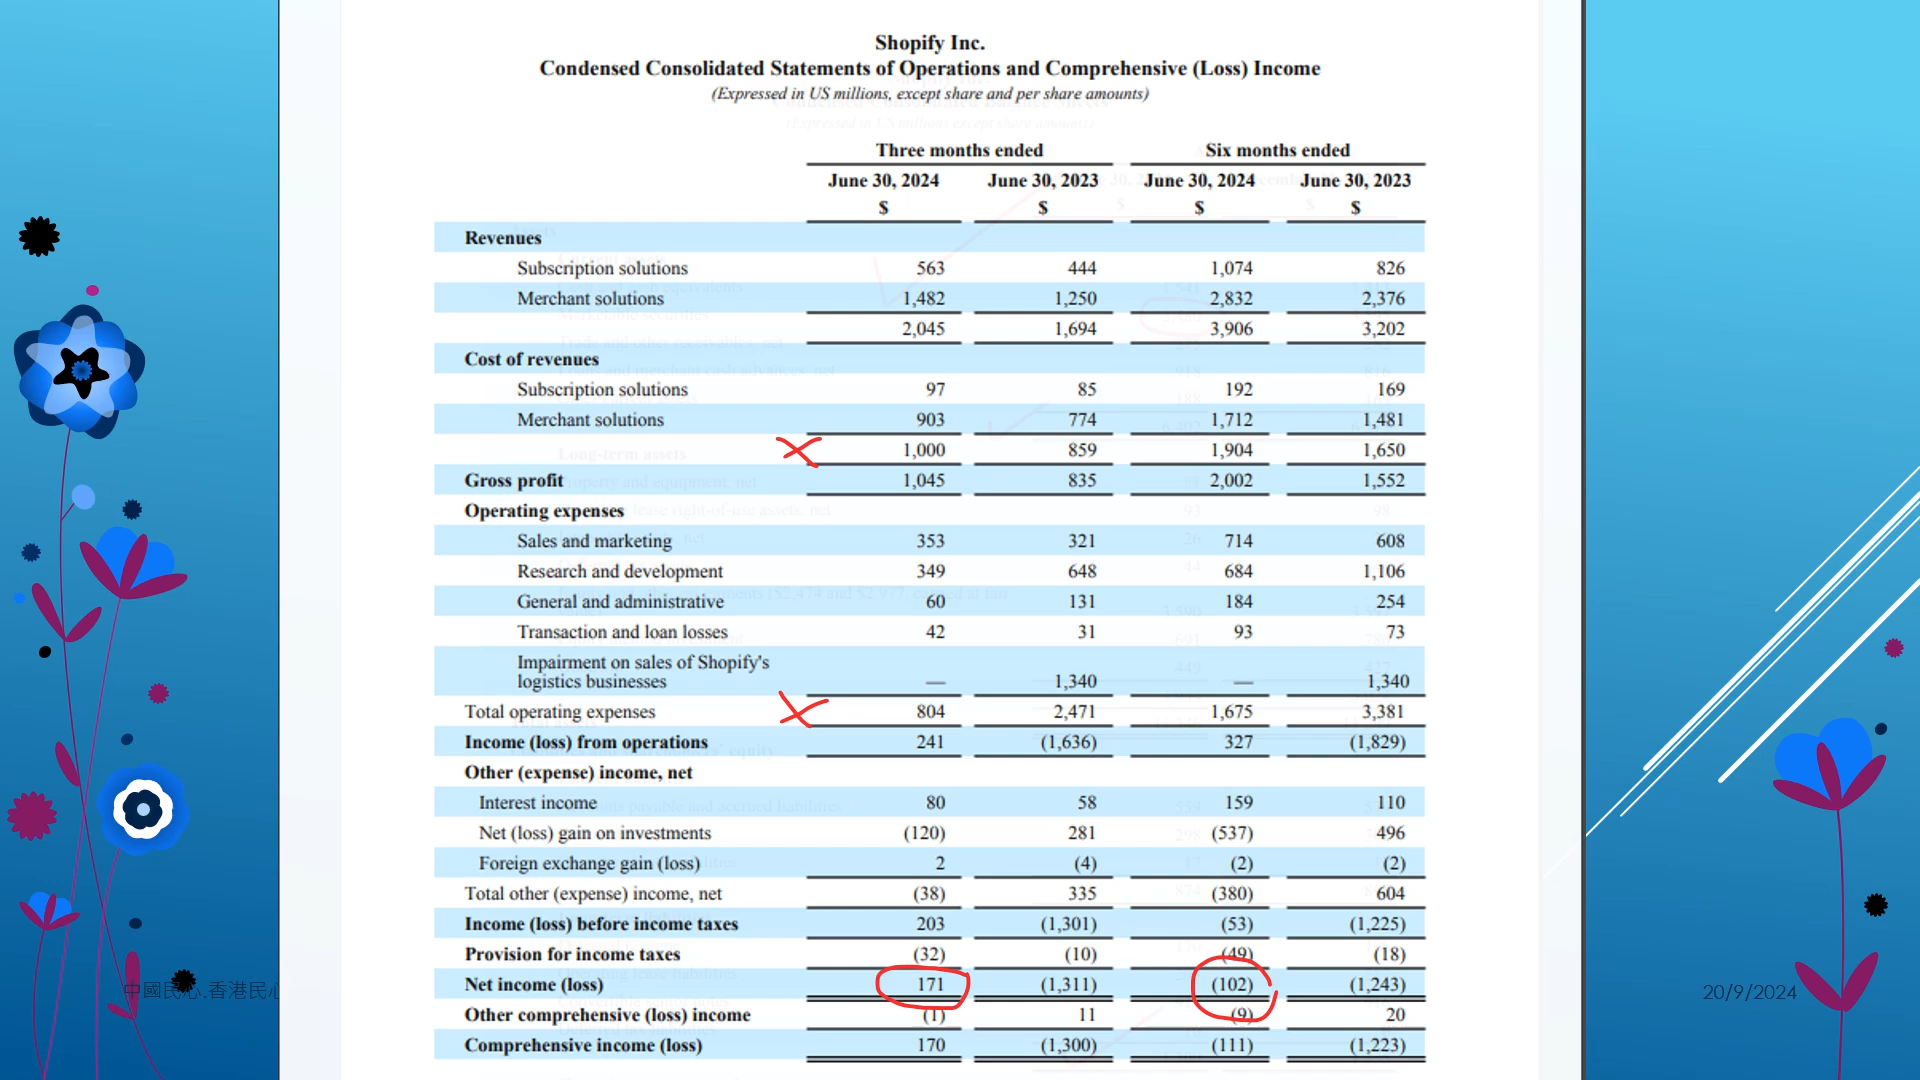 Shopify Inc.
Condensed Consolidated Statements of Operations and Comprehensive (Loss) Income
(Expressed in US millions, except share and per share amounts)
Three months ended Six months ended
June 30, 2024 June 30, 2023 June 30, 2024 June 30, 2023
$ $ $ $
Revenues
Subscription solutions 563 444 1,074 826
Merchant solutions 1,482 1,250 2,832 2,376
2,045 1,694 3,906 3,202
Cost of revenues
Subscription solutions 97 85 192 169
Merchant solutions 903 774 1,712 1,481
1,000 859 1,904 1,650
Gross profit 1,045 835 2,002 1,552
Operating expenses
Sales and marketing 353 321 714 608
Research and development 349 648 684 1,106
General and administrative 60 131 184 254
Transaction and loan losses 42 31 93 73
Impairment on sales of Shopify's
logistics businesses — 1,340 — 1,340
Total operating expenses 804 2,471 1,675 3,381
Income (loss) from operations 241 (1,636) 327 (1,829)
Other (expense) income, net
Interest income 80 58 159 110
Net (loss) gain on investments (120) 281 (537) 496
Foreign exchange gain (loss) 2 (4) (2) (2)
Total other (expense) income, net (38) 335 (380) 604
Income (loss) before income taxes 203 (1,301) (53) (1,225)
Provision for income taxes (32) (10) (49) (18)
Net income (loss) 171 (1,311) (102) (1,243)
Other comprehensive (loss) income (1) 11 (9) 20
Comprehensive income (loss) 170 (1,300) (111) (1,223)
中國民心.香港民心
20/9/2024